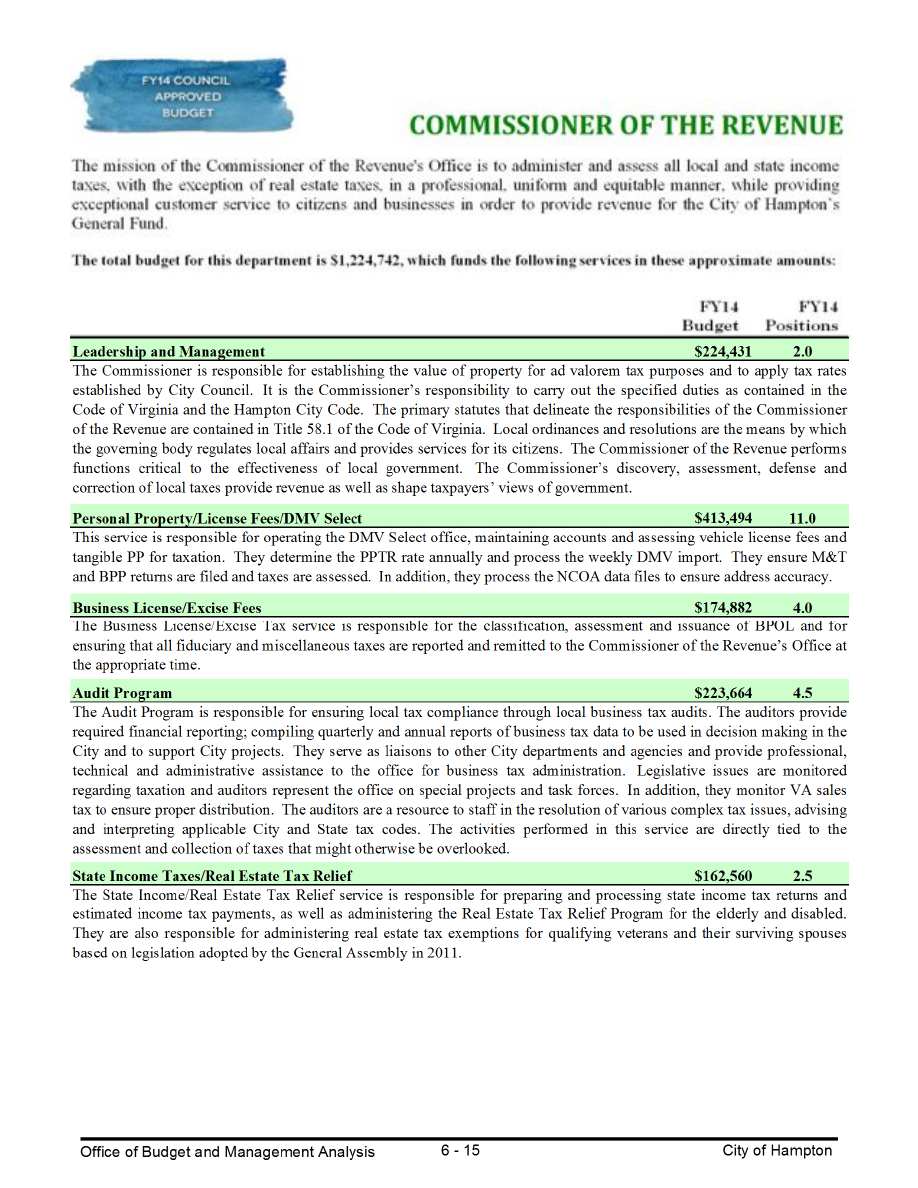 FY14 COUNCIL
APPROVED
BUDGET
COMMISSIONER OF THE REVENUE
The mission of the Commissioner of the Revenue's Office is to administer and assess all local and state income
taxes, with the exception of real estate taxes, in a professional, uniform and equitable manner, while providing
exceptional customer service to citizens and businesses in order to provide revenue for the City of Hampton's
General Fund.
The total budget for this department is $1,224,742, which funds the following services in these approximate amounts:
FY14 FY14
Budget Positions
Leadership and Management $224,431 2.0
The Commissioner is responsible for establishing the value of property for ad valorem tax purposes and to apply tax rates
established by City Council. It is the Commissioner's responsibility to carry out the specified duties as contained in the
Code of Virginia and the Hampton City Code. The primary statutes that delineate the responsibilities of the Commissioner
of the Revenue are contained in Title 58.1 of the Code of Virginia. Local ordinances and resolutions are the means by which
the governing body regulates local affairs and provides services for its citizens. The Commissioner of the Revenue performs
functions critical to the effectiveness of local government. The Commissioner's discovery, assessment, defense and
correction of local taxes provide revenue as well as shape taxpayers' views of government.
Personal Property/License Fees/DMV Select $413,494 11.0
This service is responsible for operating the DMV Select office, maintaining accounts and assessing vehicle license fees and
tangible PP for taxation. They determine the PPTR rate annually and process the weekly DMV import. They ensure M&T
and BPP returns are filed and taxes are assessed. In addition, they process the NCOA data files to ensure address accuracy.
Business License/Excise Fees $174,882 4.0
The Business License/Excise Tax service is responsible for the classification, assessment and issuance of BPOL and for
ensuring that all fiduciary and miscellaneous taxes are reported and remitted to the Commissioner of the Revenue's Office at
the appropriate time.
Audit Program $223,664 4.5
The Audit Program is responsible for ensuring local tax compliance through local business tax audits. The auditors provide
required financial reporting; compiling quarterly and annual reports of business tax data to be used in decision making in the
City and to support City projects. They serve as liaisons to other City departments and agencies and provide professional,
technical and administrative assistance to the office for business tax administration. Legislative issues are monitored
regarding taxation and auditors represent the office on special projects and task forces. In addition, they monitor VA sales
tax to ensure proper distribution. The auditors are a resource to staff in the resolution of various complex tax issues, advising
and interpreting applicable City and State tax codes. The activities performed in this service are directly tied to the
assessment and collection of taxes that might otherwise be overlooked.
State Income Taxes/Real Estate Tax Relief $162,560 2.5
The State Income/Real Estate Tax Relief service is responsible for preparing and processing state income tax returns and
estimated income tax payments, as well as administering the Real Estate Tax Relief Program for the elderly and disabled.
They are also responsible for administering real estate tax exemptions for qualifying veterans and their surviving spouses
based on legislation adopted by the General Assembly in 2011.
Office of Budget and Management Analysis 6 - 15 City of Hampton